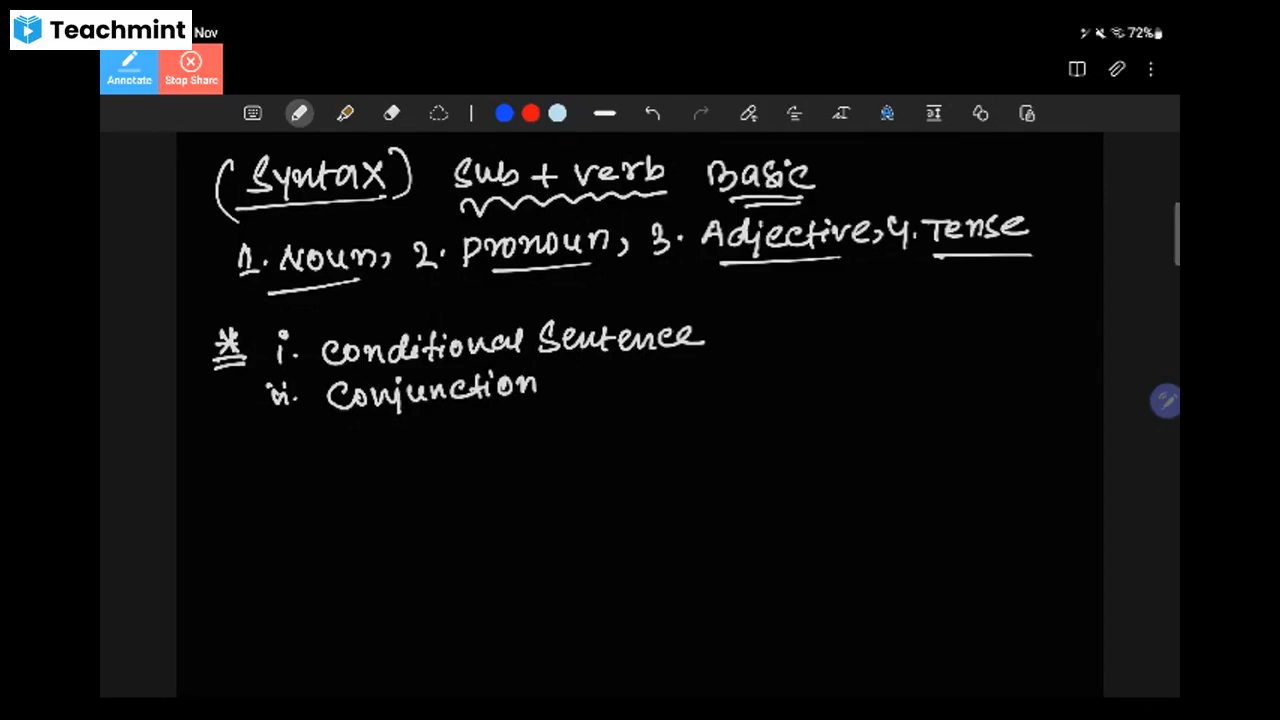 Teachmint
Nov
72%
Annotate
Stop Share
(Syntax) Sub + verb Basic
1. Noun, 2. Pronoun, 3. Adjective, 4. Tense
* i. Conditional Sentence
ii. Conjunction